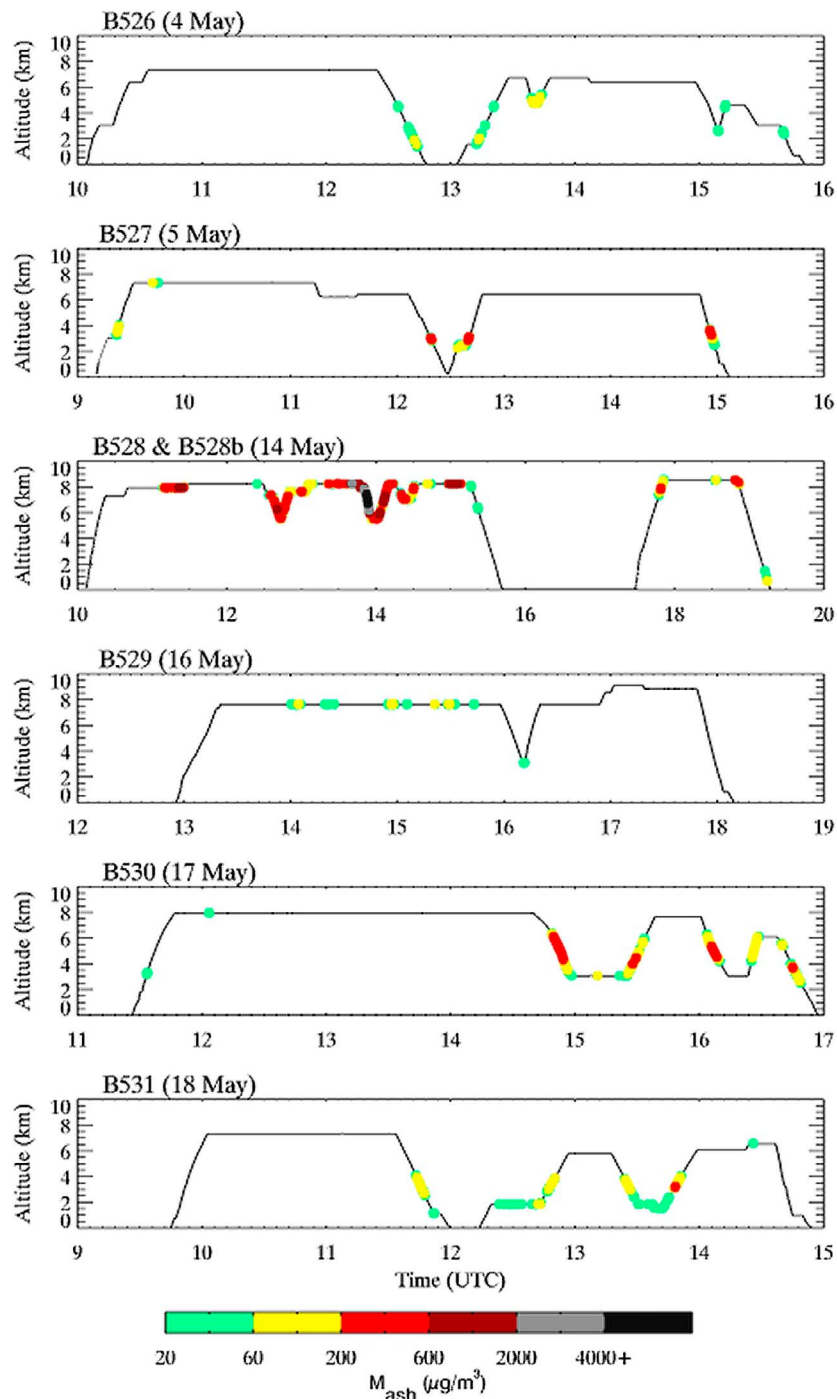 B526 (4 May)
Altitude (km)
10
8
6
4
2
0
10 11 12 13 14 15 16
B527 (5 May)
Altitude (km)
10
8
6
4
2
0
9 10 11 12 13 14 15 16
B528 & B528b (14 May)
Altitude (km)
10
8
6
4
2
0
10 12 14 16 18 20
B529 (16 May)
Altitude (km)
10
8
6
4
2
0
12 13 14 15 16 17 18 19
B530 (17 May)
Altitude (km)
10
8
6
4
2
0
11 12 13 14 15 16 17
B531 (18 May)
Altitude (km)
10
8
6
4
2
0
9 10 11 12 13 14 15
Time (UTC)
20 60 200 600 2000 4000+
M_ash (μg/m³)